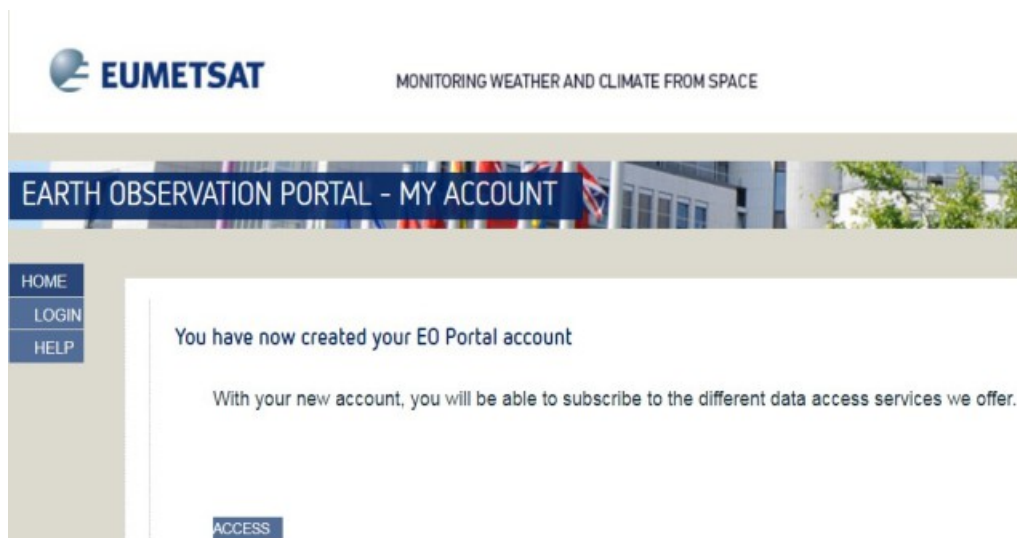 EUMETSAT
MONITORING WEATHER AND CLIMATE FROM SPACE
EARTH OBSERVATION PORTAL - MY ACCOUNT
HOME
LOGIN
HELP
You have now created your EO Portal account
With your new account, you will be able to subscribe to the different data access services we offer.
ACCESS